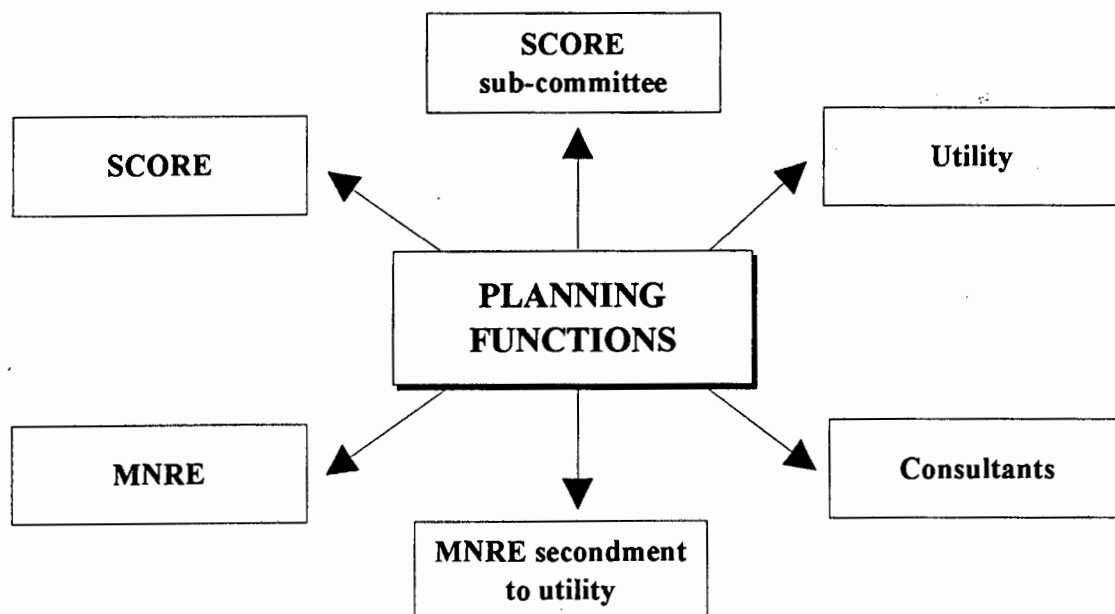 SCORE
sub-committee
SCORE
Utility
PLANNING
FUNCTIONS
MNRE
Consultants
MNRE secondment
to utility